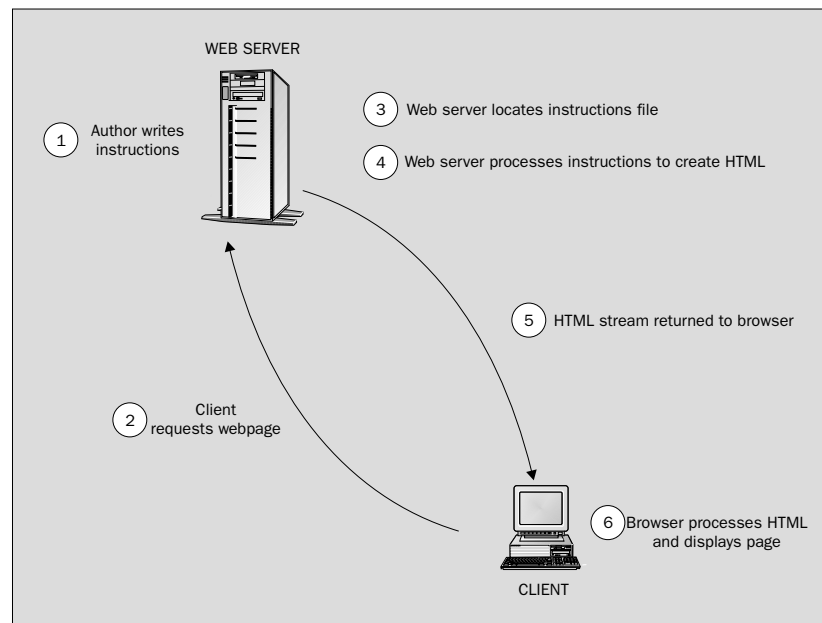 WEB SERVER
1
Author writes
instructions
3
Web server locates instructions file
4
Web server processes instructions to create HTML
5
HTML stream returned to browser
2
Client
requests webpage
6
Browser processes HTML
and displays page
CLIENT